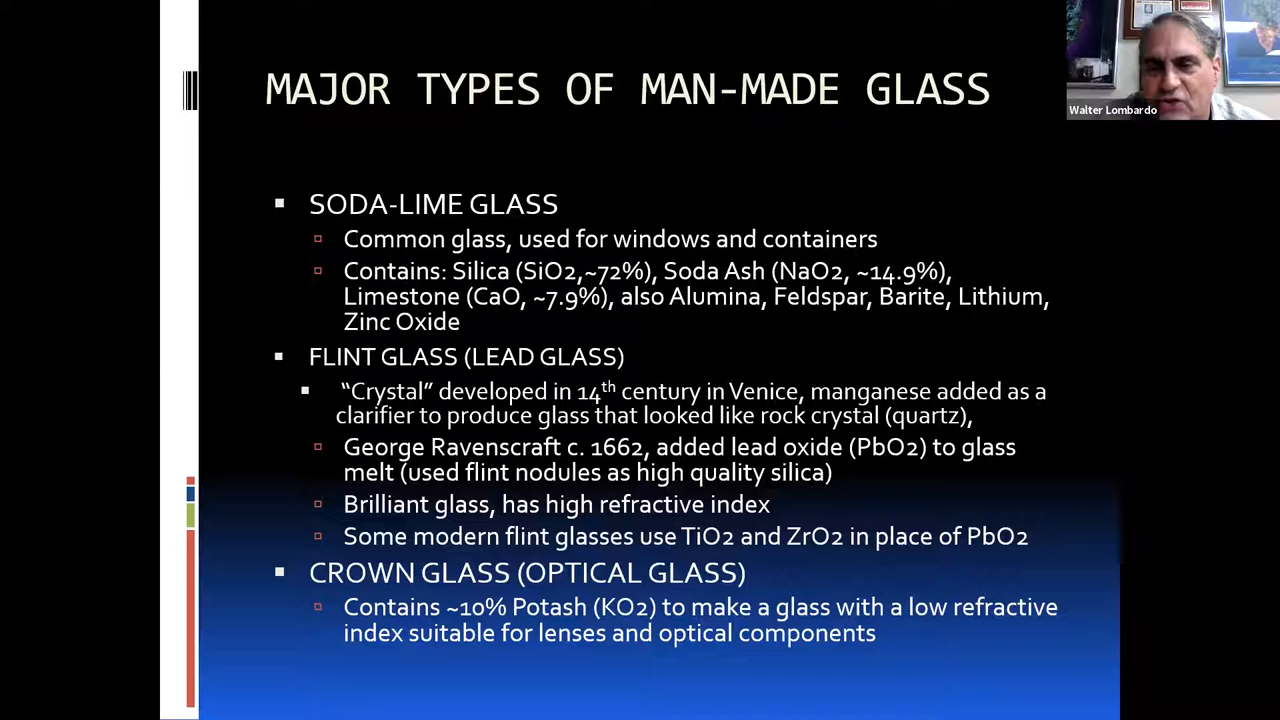 MAJOR TYPES OF MAN-MADE GLASS
Walter Lombardo
▪ SODA-LIME GLASS
▫ Common glass, used for windows and containers
▫ Contains: Silica (SiO2,~72%), Soda Ash (NaO2, ~14.9%),
Limestone (CaO, ~7.9%), also Alumina, Feldspar, Barite, Lithium,
Zinc Oxide
▪ FLINT GLASS (LEAD GLASS)
▪ “Crystal” developed in 14th century in Venice, manganese added as a
clarifier to produce glass that looked like rock crystal (quartz),
▫ George Ravenscraft c. 1662, added lead oxide (PbO2) to glass
melt (used flint nodules as high quality silica)
▫ Brilliant glass, has high refractive index
▫ Some modern flint glasses use TiO2 and ZrO2 in place of PbO2
▪ CROWN GLASS (OPTICAL GLASS)
▫ Contains ~10% Potash (KO2) to make a glass with a low refractive
index suitable for lenses and optical components